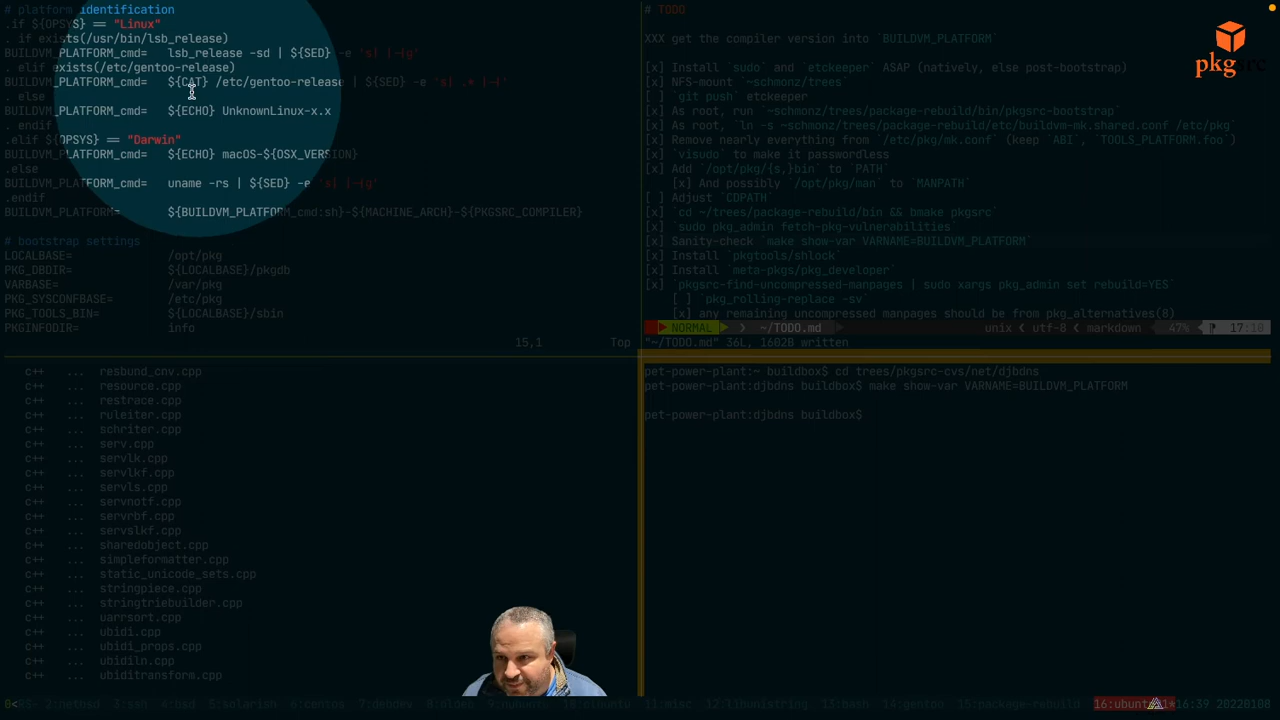 # platform identification
.if ${OPSYS} == "Linux"
. if exists(/usr/bin/lsb_release)
BUILDVM_PLATFORM_cmd= lsb_release -sd | ${SED} -e 's| |-|g'
. elif exists(/etc/gentoo-release)
BUILDVM_PLATFORM_cmd= ${CAT} /etc/gentoo-release | ${SED} -e 's| .* |-|'
. else
BUILDVM_PLATFORM_cmd= ${ECHO} UnknownLinux-x.x
. endif
.elif ${OPSYS} == "Darwin"
BUILDVM_PLATFORM_cmd= ${ECHO} macOS-${OSX_VERSION}
.else
BUILDVM_PLATFORM_cmd= uname -rs | ${SED} -e 's| |-|g'
.endif
BUILDVM_PLATFORM= ${BUILDVM_PLATFORM_cmd:sh}-${MACHINE_ARCH}-${PKGSRC_COMPILER}
# bootstrap settings
LOCALBASE= /opt/pkg
PKG_DBDIR= ${LOCALBASE}/pkgdb
VARBASE= /var/pkg
PKG_SYSCONFBASE= /etc/pkg
PKG_TOOLS_BIN= ${LOCALBASE}/sbin
PKGINFODIR= info
15,1 Top
# TODO
XXX get the compiler version into `BUILDVM_PLATFORM`
[x] Install `sudo` and `etckeeper` ASAP (natively, else post-bootstrap)
[x] NFS-mount `~schmonz/trees`
[ ] `git push` etckeeper
[x] As root, run `~schmonz/trees/package-rebuild/bin/pkgsrc-bootstrap`
[x] As root, `ln -s ~schmonz/trees/package-rebuild/etc/buildvm-mk.shared.conf /etc/pkg`
[x] Remove nearly everything from `/etc/pkg/mk.conf` (keep `ABI`, `TOOLS_PLATFORM.foo`)
[x] `visudo` to make it passwordless
[x] Add `/opt/pkg/{s,}bin` to `PATH`
[x] And possibly `/opt/pkg/man` to `MANPATH`
[ ] Adjust `CDPATH`
[x] `cd ~/trees/package-rebuild/bin && bmake pkgsrc`
[x] `sudo pkg_admin fetch-pkg-vulnerabilities`
[x] Sanity-check `make show-var VARNAME=BUILDVM_PLATFORM`
[x] Install `pkgtools/shlock`
[x] Install `meta-pkgs/pkg_developer`
[x] `pkgsrc-find-uncompressed-manpages | sudo xargs pkg_admin set rebuild=YES`
[ ] `pkg_rolling-replace -sv`
[x] any remaining uncompressed manpages should be from pkg_alternatives(8)
NORMAL ~/TODO.md unix utf-8 markdown 47% 17:10
"~/TODO.md" 36L, 1602B written
c++ ... resbund_cnv.cpp
c++ ... resource.cpp
c++ ... restrace.cpp
c++ ... ruleiter.cpp
c++ ... schriter.cpp
c++ ... serv.cpp
c++ ... servlk.cpp
c++ ... servlkf.cpp
c++ ... servls.cpp
c++ ... servnotf.cpp
c++ ... servrbf.cpp
c++ ... servslkf.cpp
c++ ... sharedobject.cpp
c++ ... simpleformatter.cpp
c++ ... static_unicode_sets.cpp
c++ ... stringpiece.cpp
c++ ... stringtriebuilder.cpp
c++ ... uarrsort.cpp
c++ ... ubidi.cpp
c++ ... ubidi_props.cpp
c++ ... ubidiln.cpp
c++ ... ubiditransform.cpp
pet-power-plant:~ buildbox$ cd trees/pkgsrc-cvs/net/djbdns
pet-power-plant:djbdns buildbox$ make show-var VARNAME=BUILDVM_PLATFORM
pet-power-plant:djbdns buildbox$
pkgsrc
16:39 20220108